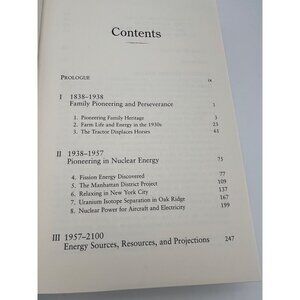 Contents
PROLOGUE ix
I 1838–1938
Family Pioneering and Perseverance 1
1. Pioneering Family Heritage 3
2. Farm Life and Energy in the 1930s 23
3. The Tractor Displaces Horses 43
II 1938–1957
Pioneering in Nuclear Energy 75
4. Fission Energy Discovered 77
5. The Manhattan District Project 109
6. Relaxing in New York City 137
7. Uranium Isotope Separation in Oak Ridge 167
8. Nuclear Power for Aircraft and Electricity 199
III 1957–2100
Energy Sources, Resources, and Projections 247